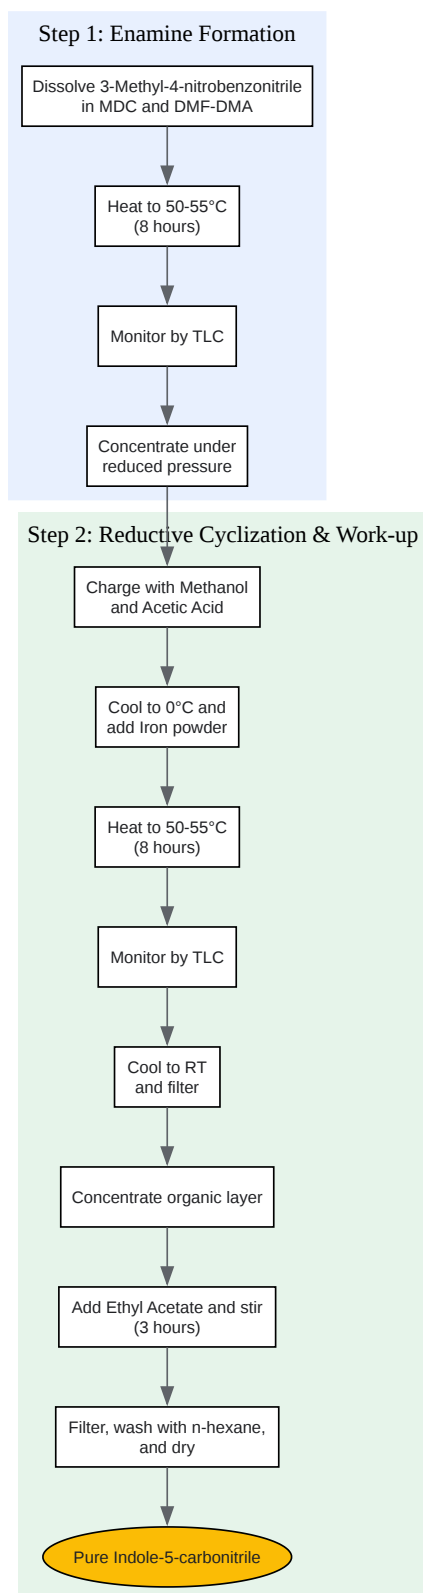 Step 1: Enamine Formation
Dissolve 3-Methyl-4-nitrobenzonitrile
in MDC and DMF-DMA
Heat to 50-55°C
(8 hours)
Monitor by TLC
Concentrate under
reduced pressure
Step 2: Reductive Cyclization & Work-up
Charge with Methanol
and Acetic Acid
Cool to 0°C and
add Iron powder
Heat to 50-55°C
(8 hours)
Monitor by TLC
Cool to RT
and filter
Concentrate organic layer
Add Ethyl Acetate and stir
(3 hours)
Filter, wash with n-hexane,
and dry
Pure Indole-5-carbonitrile